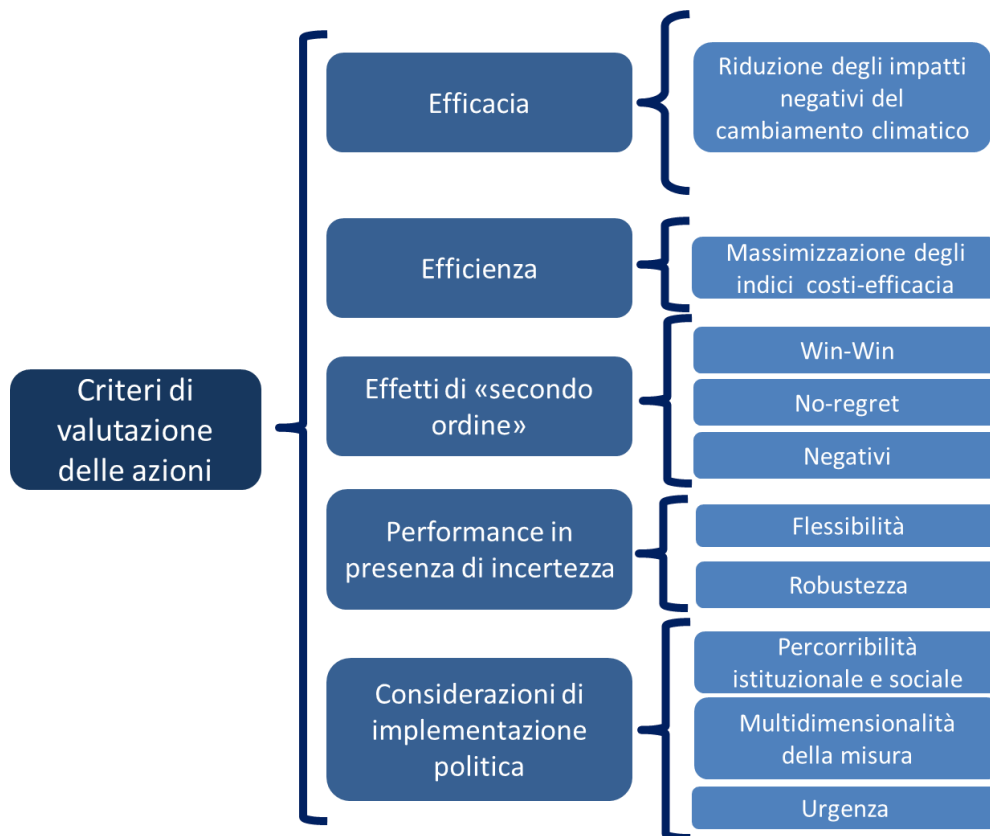 Criteri di
valutazione
delle azioni
Efficacia
Riduzione degli impatti
negativi del
cambiamento climatico
Efficienza
Massimizzazione degli
indici costi-efficacia
Effetti di «secondo
ordine»
Win-Win
No-regret
Negativi
Performance in
presenza di incertezza
Flessibilità
Robustezza
Considerazioni di
implementazione
politica
Percorribilità
istituzionale e sociale
Multidimensionalità
della misura
Urgenza